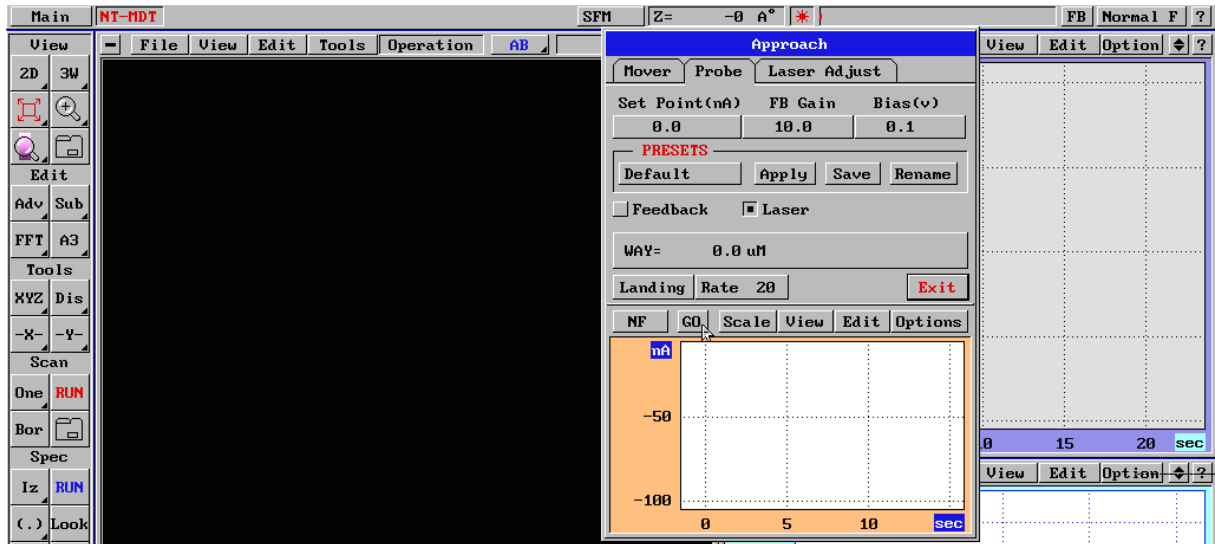 Main NT-MDT SFM Z= -0 A° FB Normal F ?
View
2D 3W
Edit
Adv Sub
FFT A3
Tools
XYZ Dis
-X- -Y-
Scan
One RUN
Bor
Spec
Iz RUN
(.) Look
- File View Edit Tools Operation AB
Approach
Mover Probe Laser Adjust
Set Point(nA) FB Gain Bias(v)
0.0 10.0 0.1
PRESETS
Default Apply Save Rename
Feedback Laser
WAY= 0.0 uM
Landing Rate 20 Exit
NF GO Scale View Edit Options
nA
-50
-100
0 5 10 sec
View Edit Option ?
15 20 sec
View Edit Option ?